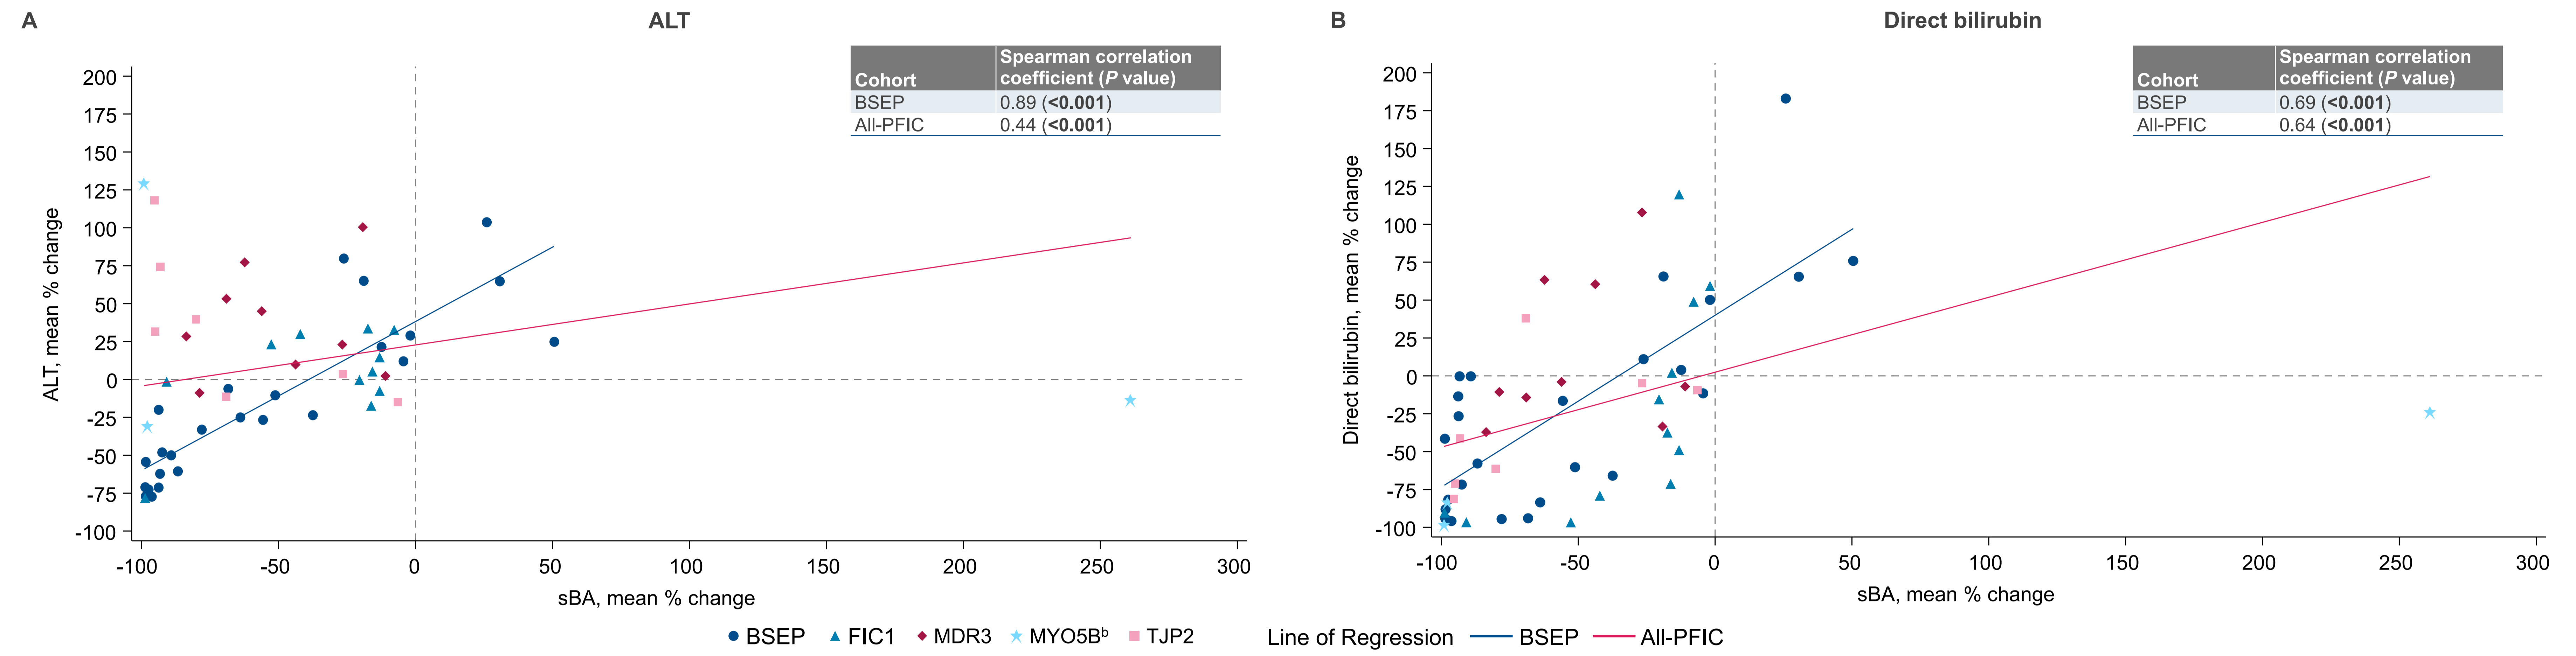 A
ALT
Cohort
Spearman correlation
coefficient (P value)
BSEP
0.89 (<0.001)
All-PFIC
0.44 (<0.001)
ALT, mean % change
200
175
150
125
100
75
50
25
0
-25
-50
-75
-100
-100
-50
0
50
100
150
200
250
300
sBA, mean % change
B
Direct bilirubin
Cohort
Spearman correlation
coefficient (P value)
BSEP
0.69 (<0.001)
All-PFIC
0.64 (<0.001)
Direct bilirubin, mean % change
200
175
150
125
100
75
50
25
0
-25
-50
-75
-100
-100
-50
0
50
100
150
200
250
300
sBA, mean % change
BSEP FIC1 MDR3 MYO5Bᵇ TJP2 Line of Regression BSEP All-PFIC